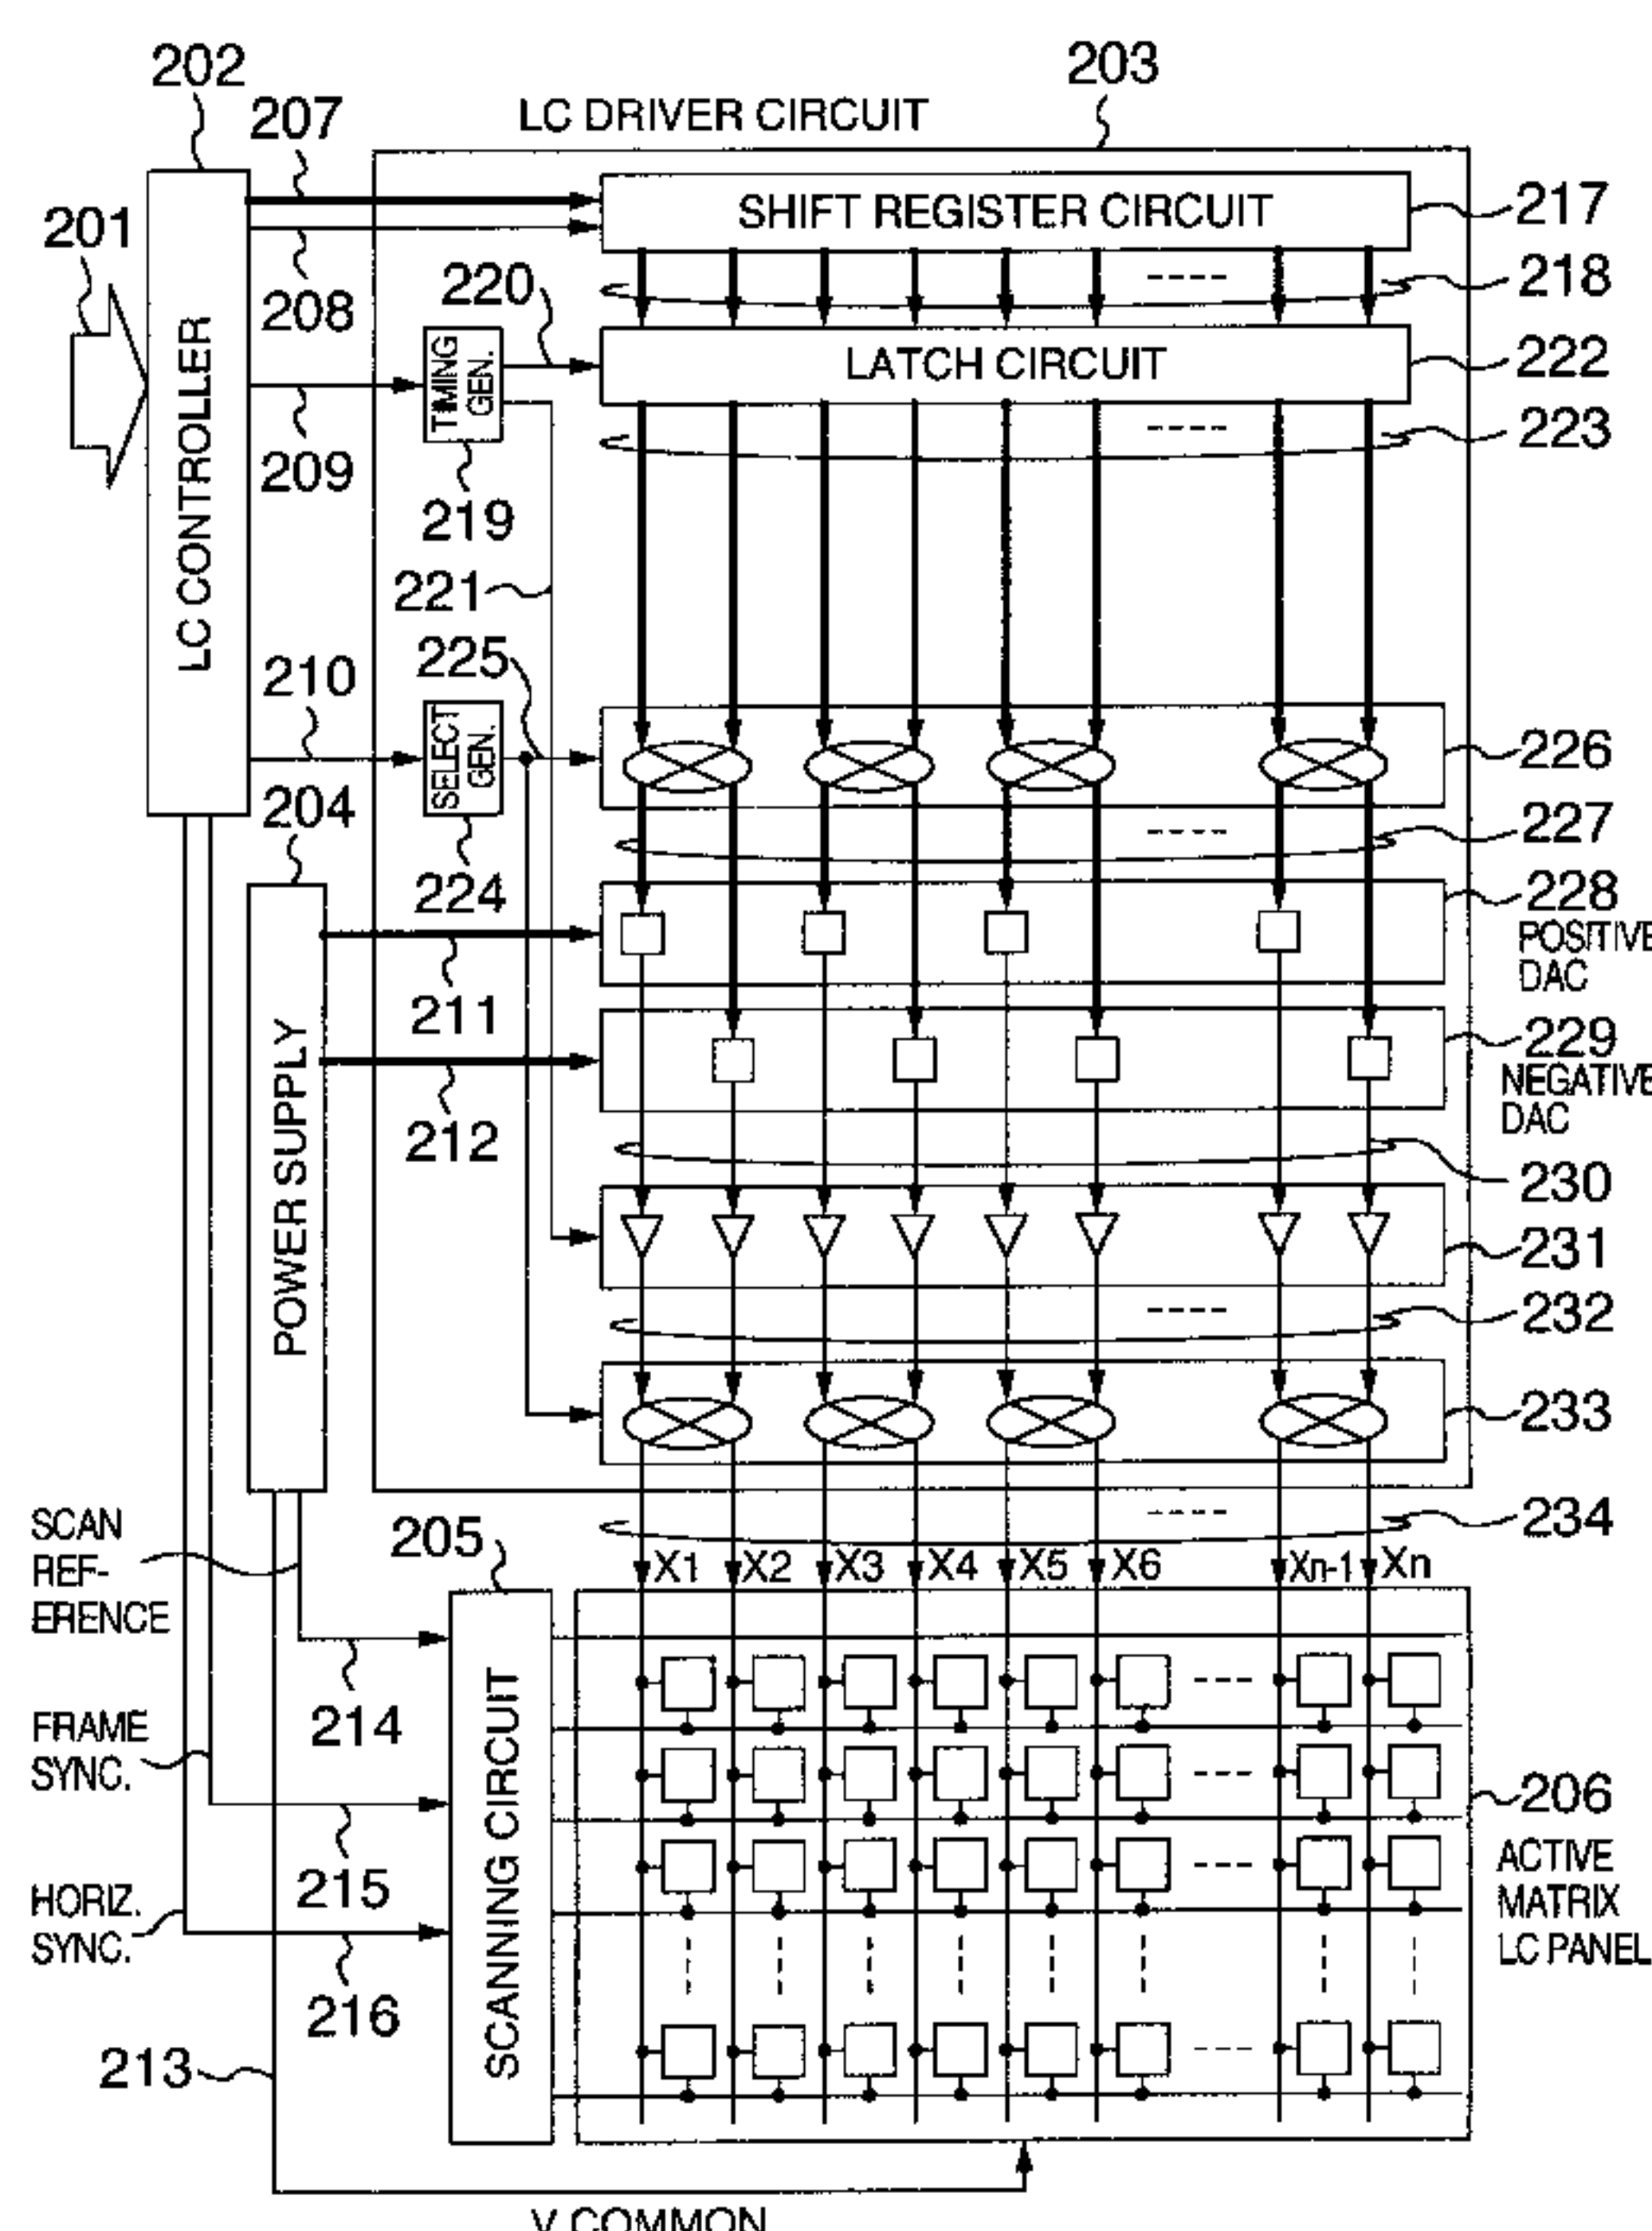 202
203
207
LC DRIVER CIRCUIT
SHIFT REGISTER CIRCUIT
217
201
208
220
218
LC CONTROLLER
TIMING
GEN.
LATCH CIRCUIT
222
209
223
219
221
210
225
SELECT
GEN.
226
204
227
224
228
POSITIVE
DAC
211
229
NEGATIVE
DAC
POWER SUPPLY
212
230
231
232
233
SCAN
REF-
ERENCE
205
234
X1
X2
X3
X4
X5
X6
Xn-1
Xn
214
SCANNING CIRCUIT
FRAME
SYNC.
206
215
ACTIVE
MATRIX
LC PANEL
HORIZ.
SYNC.
216
213
V COMMON